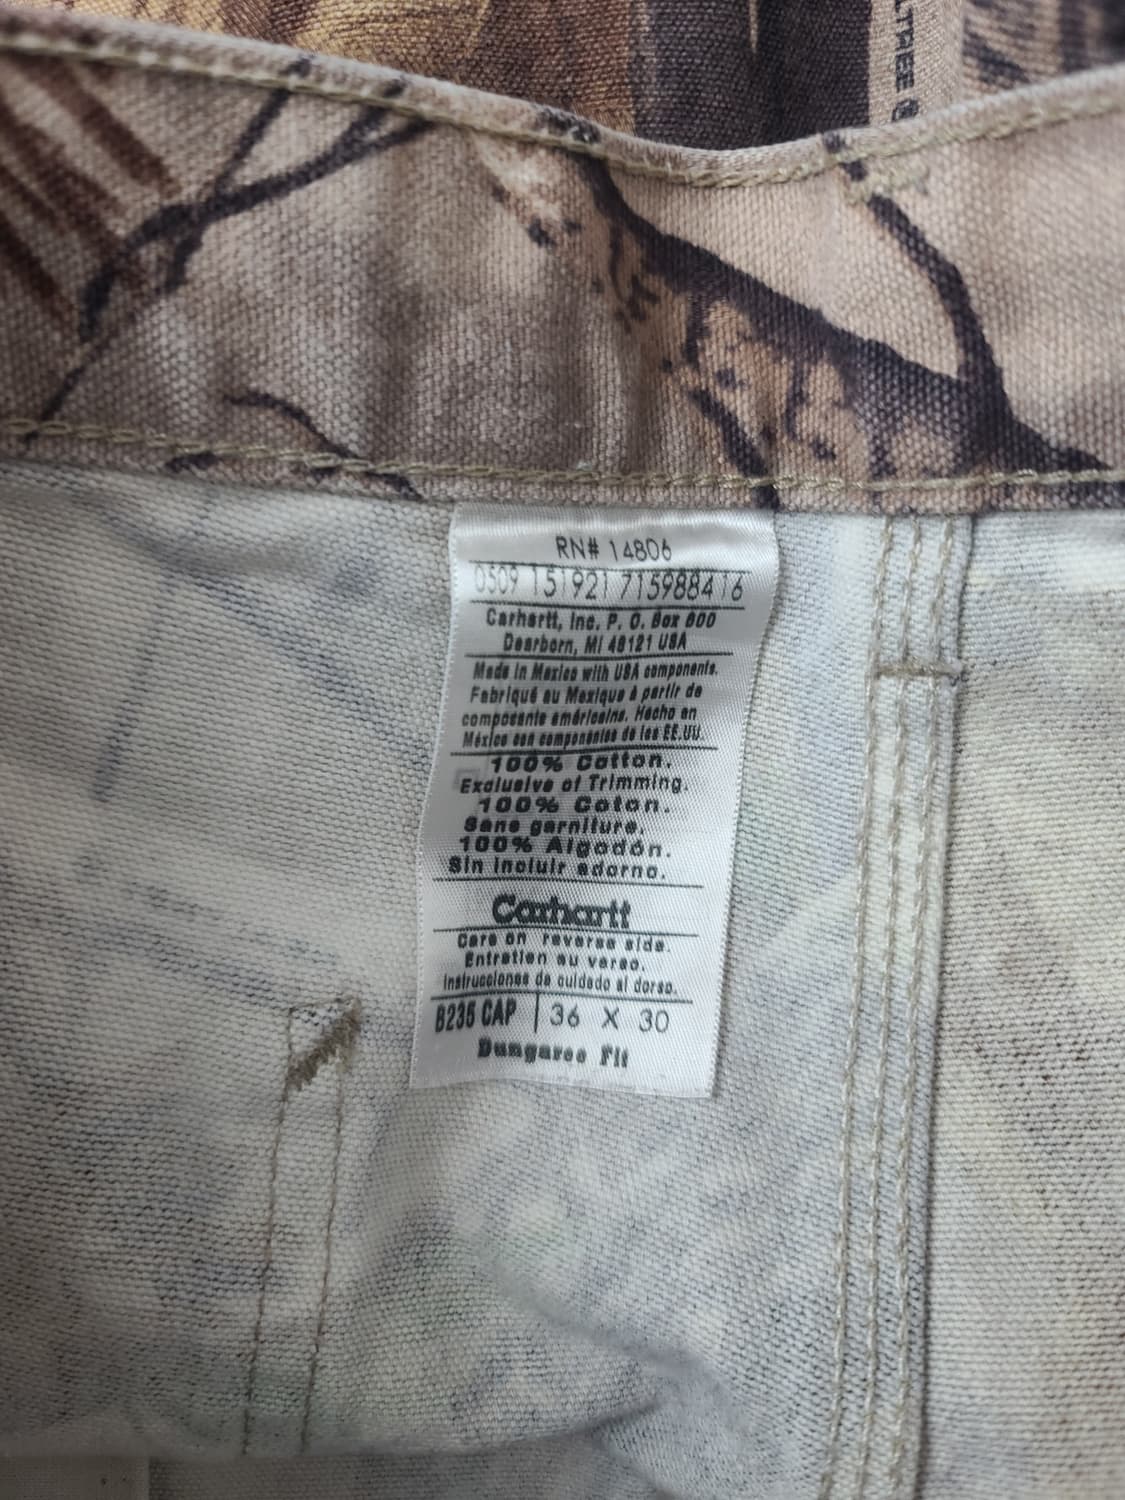 LTREE ®
RN# 14806
0509 151921 715988416
Carhartt, Inc. P. O. Box 600
Dearborn, MI 48121 USA
Made in Mexico with USA components.
Fabriqué au Mexique à partir de
composants américains. Hecho en
México con componentes de los EE.UU.
100% Cotton.
Exclusive of Trimming.
100% Coton.
Sans garniture.
100% Algodón.
Sin incluir adorno.
Carhartt
Care on reverse side.
Entretien au verso.
Instrucciones de cuidado al dorso.
B235 CAP | 36 X 30
Dungaree Fit